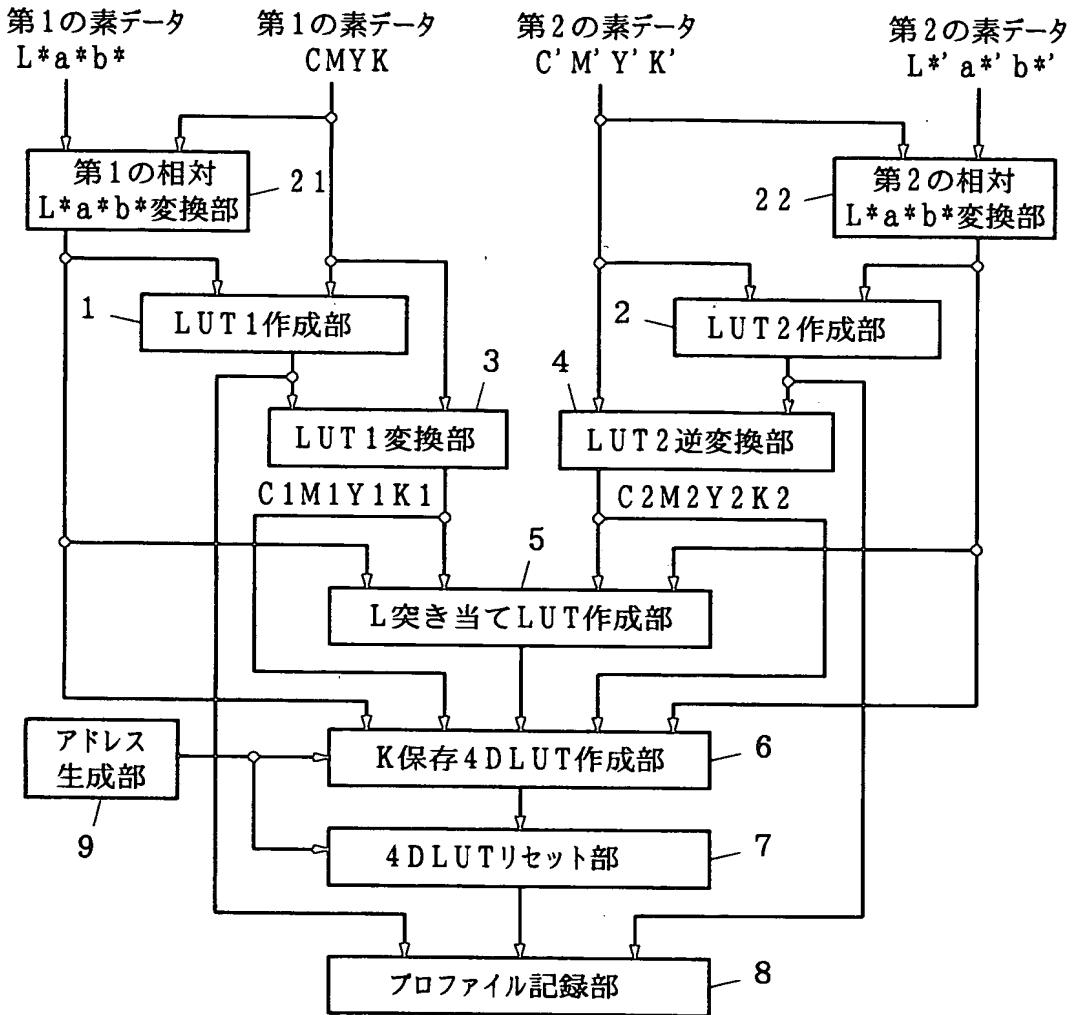 第1の素データ
L*a*b*
第1の素データ
CMYK
第2の素データ
C'M'Y'K'
第2の素データ
L*'a*'b*'
第1の相対
L*a*b*変換部
21
22
第2の相対
L*a*b*変換部
1
LUT1作成部
2
LUT2作成部
3
LUT1変換部
4
LUT2逆変換部
C1M1Y1K1
C2M2Y2K2
5
L突き当てLUT作成部
アドレス
生成部
9
K保存4DLUT作成部
6
4DLUTリセット部
7
プロファイル記録部
8